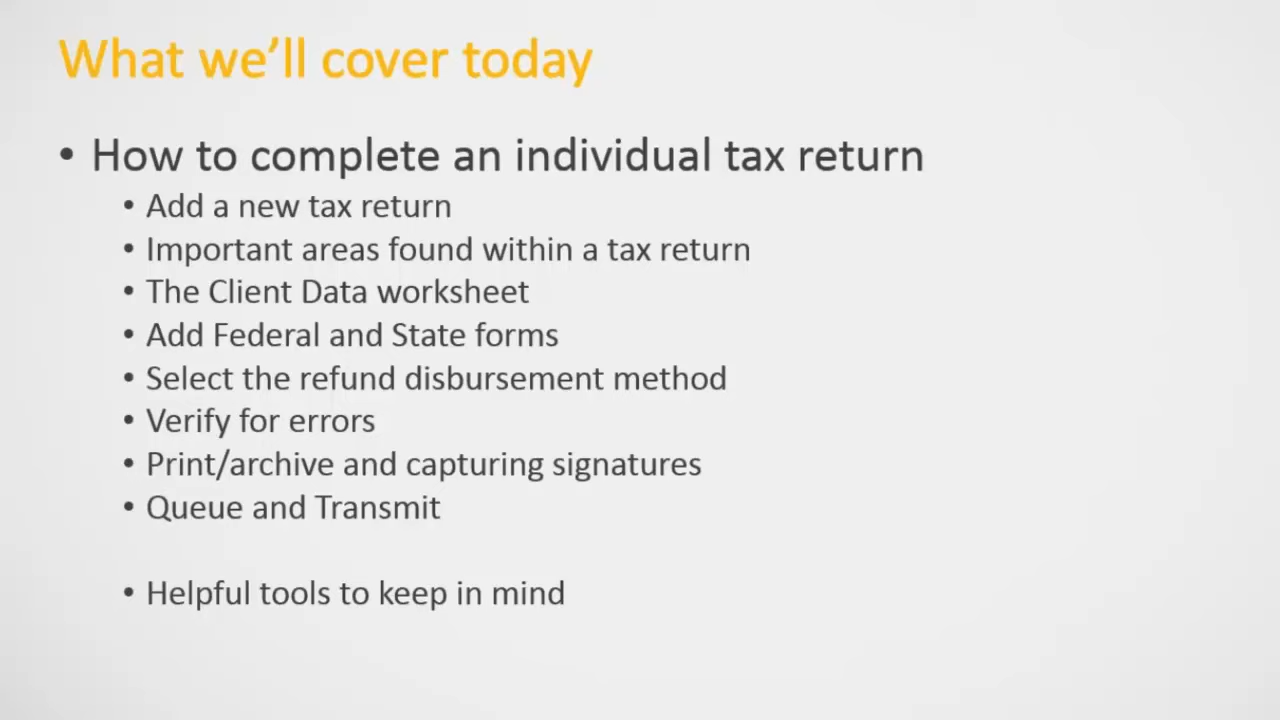 What we’ll cover today
• How to complete an individual tax return
• Add a new tax return
• Important areas found within a tax return
• The Client Data worksheet
• Add Federal and State forms
• Select the refund disbursement method
• Verify for errors
• Print/archive and capturing signatures
• Queue and Transmit
• Helpful tools to keep in mind